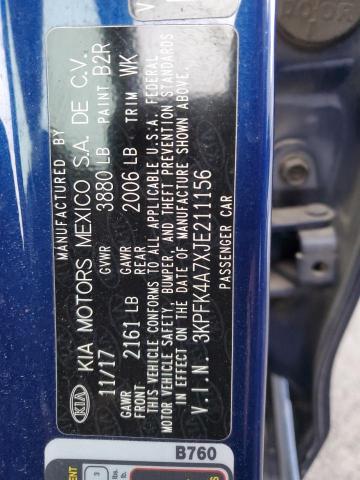 MANUFACTURED BY
KIA KIA MOTORS MEXICO S.A. DE C.V.
11/17 GVWR 3880 LB PAINT B2R
GAWR FRONT 2161 LB GAWR REAR 2006 LB TRIM WK
THIS VEHICLE CONFORMS TO ALL APPLICABLE U.S.A. FEDERAL
MOTOR VEHICLE SAFETY, BUMPER, AND THEFT PREVENTION STANDARDS
IN EFFECT ON THE DATE OF MANUFACTURE SHOWN ABOVE.
V.I.N. 3KPFK4A7XJE211156
PASSENGER CAR
B760